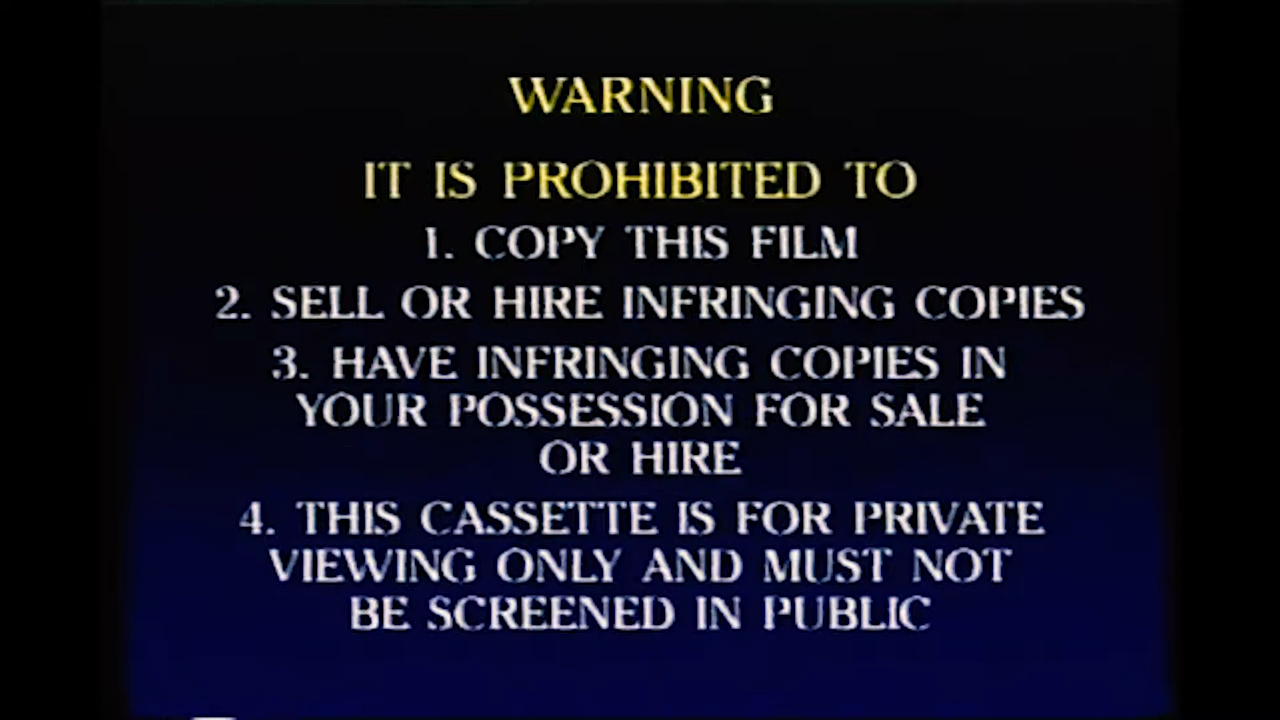 WARNING
IT IS PROHIBITED TO
1. COPY THIS FILM
2. SELL OR HIRE INFRINGING COPIES
3. HAVE INFRINGING COPIES IN
YOUR POSSESSION FOR SALE
OR HIRE
4. THIS CASSETTE IS FOR PRIVATE
VIEWING ONLY AND MUST NOT
BE SCREENED IN PUBLIC